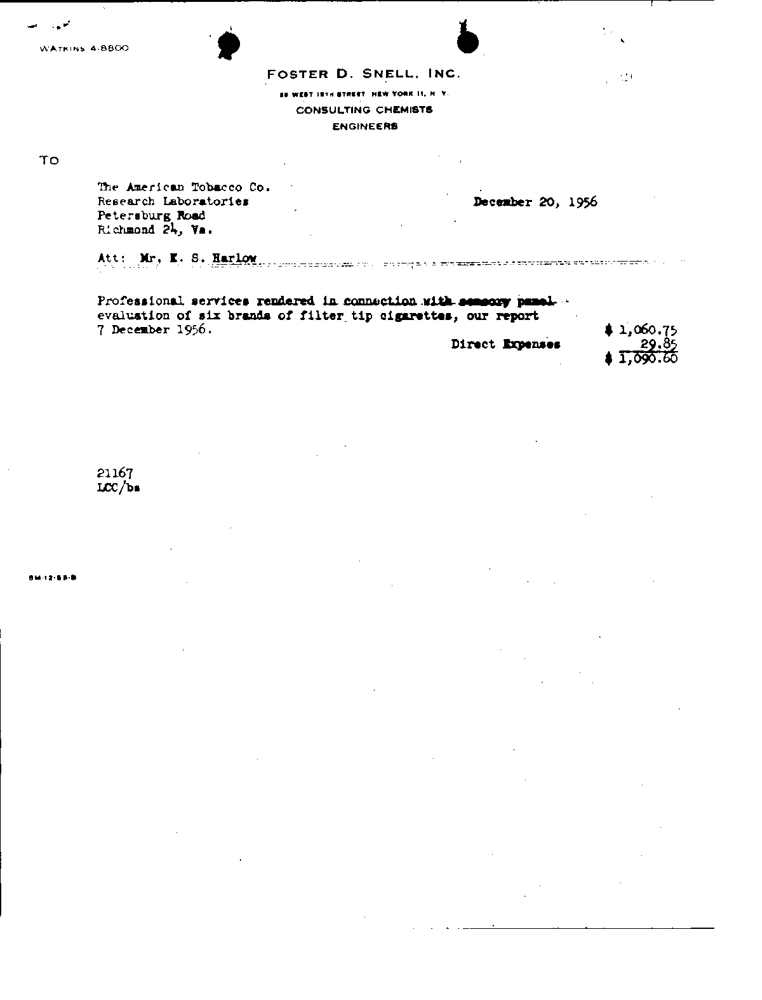 WATKINS 4-8800
FOSTER D. SNELL, INC.
29 WEST 15TH STREET NEW YORK 11, N. Y.
CONSULTING CHEMISTS
ENGINEERS
TO
The American Tobacco Co.
Research Laboratories December 20, 1956
Petersburg Road
Richmond 24, Va.
Att: Mr. K. S. Harlow
Professional services rendered in connection with sensory panel
evaluation of six brands of filter tip cigarettes, our report
7 December 1956. $ 1,060.75
Direct Expenses 29.85
$ 1,090.60
21167
LCC/bs